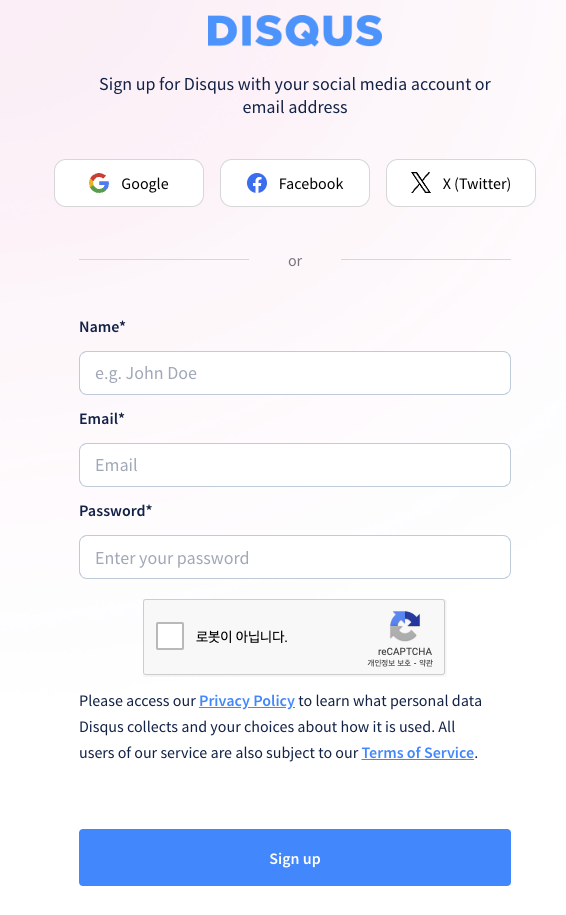 DISQUS
Sign up for Disqus with your social media account or
email address
Google
Facebook
X (Twitter)
or
Name*
e.g. John Doe
Email*
Email
Password*
Enter your password
로봇이 아닙니다.
reCAPTCHA
개인정보 보호 - 약관
Please access our Privacy Policy to learn what personal data
Disqus collects and your choices about how it is used. All
users of our service are also subject to our Terms of Service.
Sign up